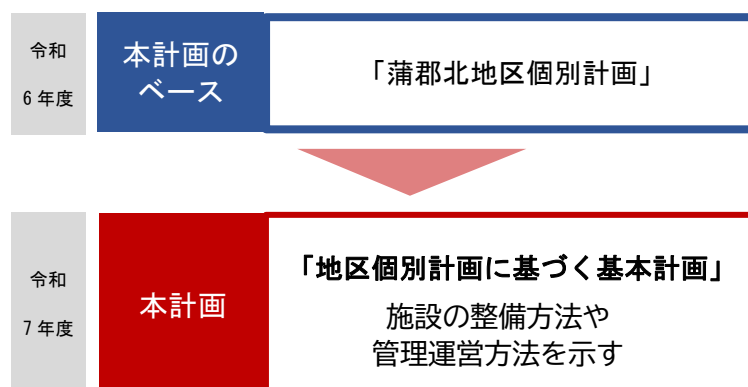 令和
6年度
本計画の
ベース
「蒲郡北地区個別計画」
令和
7年度
本計画
「地区個別計画に基づく基本計画」
施設の整備方法や
管理運営方法を示す